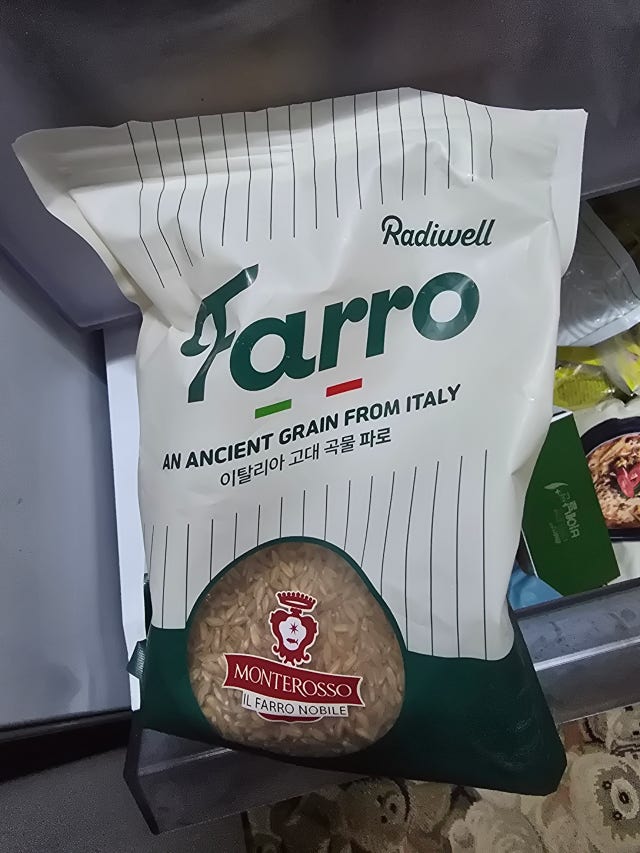 Radiwell
Farro
AN ANCIENT GRAIN FROM ITALY
이탈리아 고대 곡물 파로
MONTEROSSO
IL FARRO NOBILE